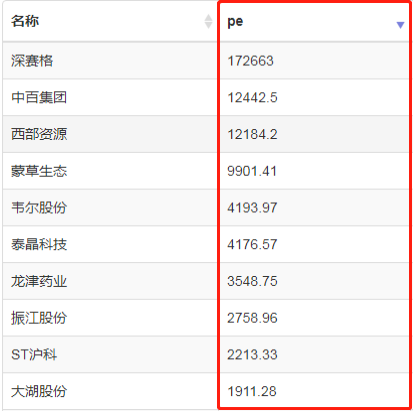 名称 pe
深赛格 172663
中百集团 12442.5
西部资源 12184.2
蒙草生态 9901.41
韦尔股份 4193.97
泰晶科技 4176.57
龙津药业 3548.75
振江股份 2758.96
ST沪科 2213.33
大湖股份 1911.28